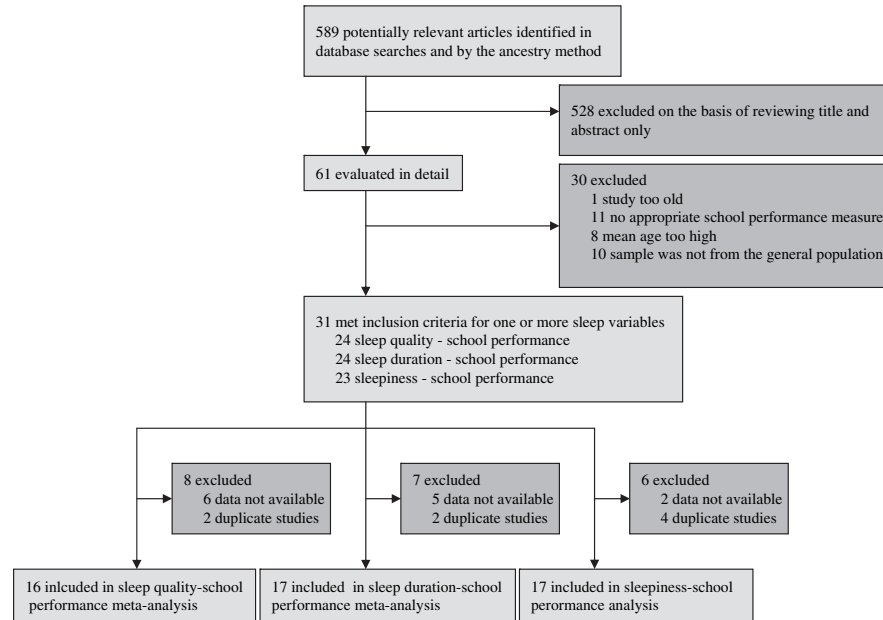 589 potentially relevant articles identified in
database searches and by the ancestry method
528 excluded on the basis of reviewing title and
abstract only
61 evaluated in detail
30 excluded
1 study too old
11 no appropriate school performance measure
8 mean age too high
10 sample was not from the general population
31 met inclusion criteria for one or more sleep variables
24 sleep quality - school performance
24 sleep duration - school performance
23 sleepiness - school performance
8 excluded
6 data not available
2 duplicate studies
7 excluded
5 data not available
2 duplicate studies
6 excluded
2 data not available
4 duplicate studies
16 inlcuded in sleep quality-school
performance meta-analysis
17 included in sleep duration-school
performance meta-analysis
17 included in sleepiness-school
perormance analysis